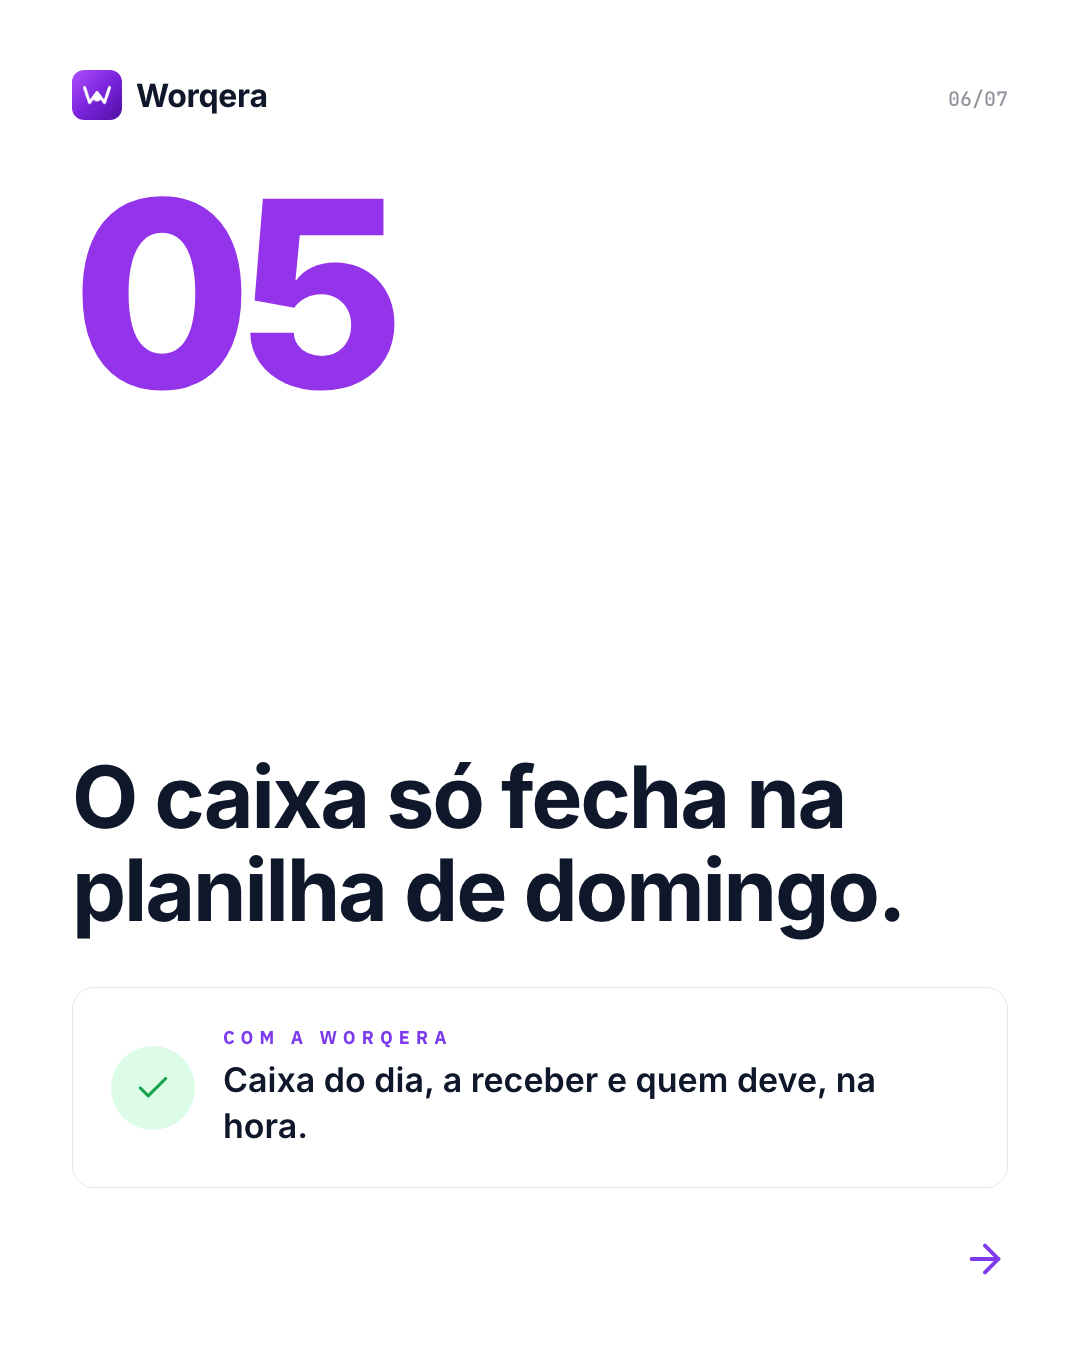 Worqera
06/07
05
O caixa só fecha na
planilha de domingo.
COM A WORQERA
Caixa do dia, a receber e quem deve, na
hora.